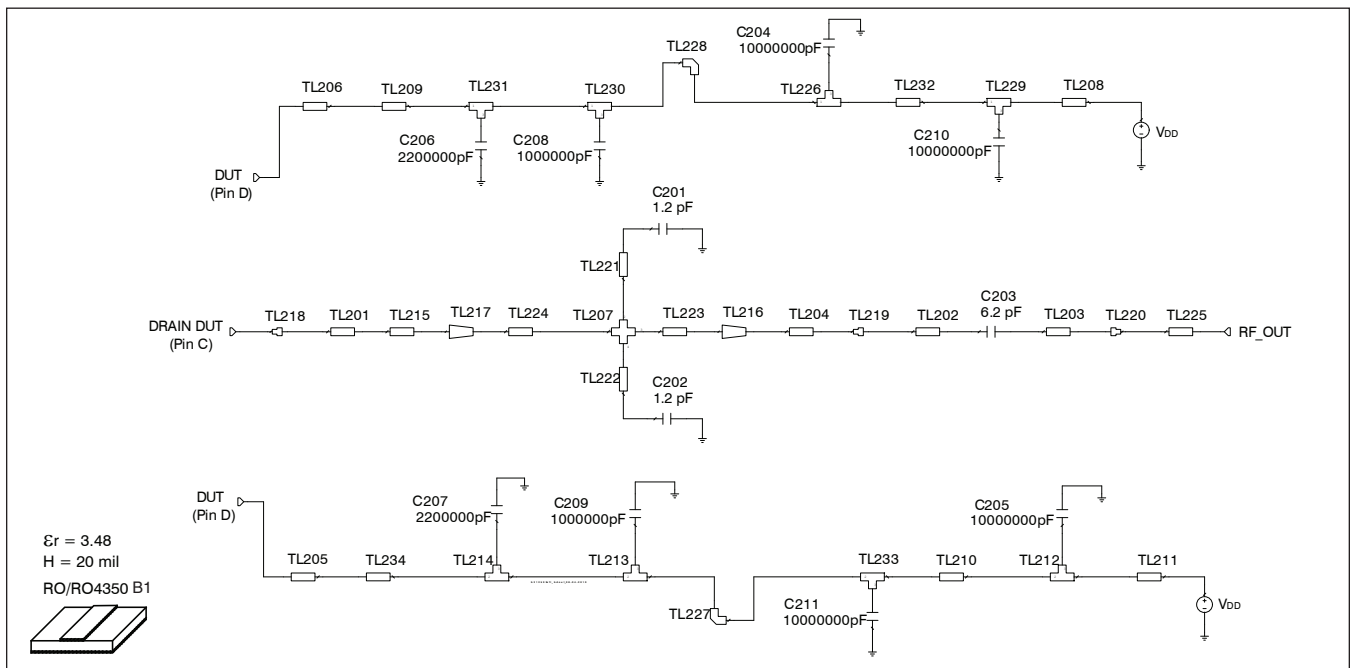 C204
10000000pF
TL228
TL206
TL209
TL231
TL230
TL226
TL232
TL229
TL208
C206
2200000pF
C208
1000000pF
C210
10000000pF
VDD
DUT
(Pin D)
C201
1.2 pF
TL221
DRAIN DUT
(Pin C)
TL218
TL201
TL215
TL217
TL224
TL207
TL223
TL216
TL204
TL219
TL202
C203
6.2 pF
TL203
TL220
TL225
RF_OUT
TL222
C202
1.2 pF
DUT
(Pin D)
C207
2200000pF
C209
1000000pF
C205
10000000pF
TL205
TL234
TL214
TL213
TL233
TL210
TL212
TL211
TL227
C211
10000000pF
VDD
Ɛr = 3.48
H = 20 mil
RO/RO4350 B1